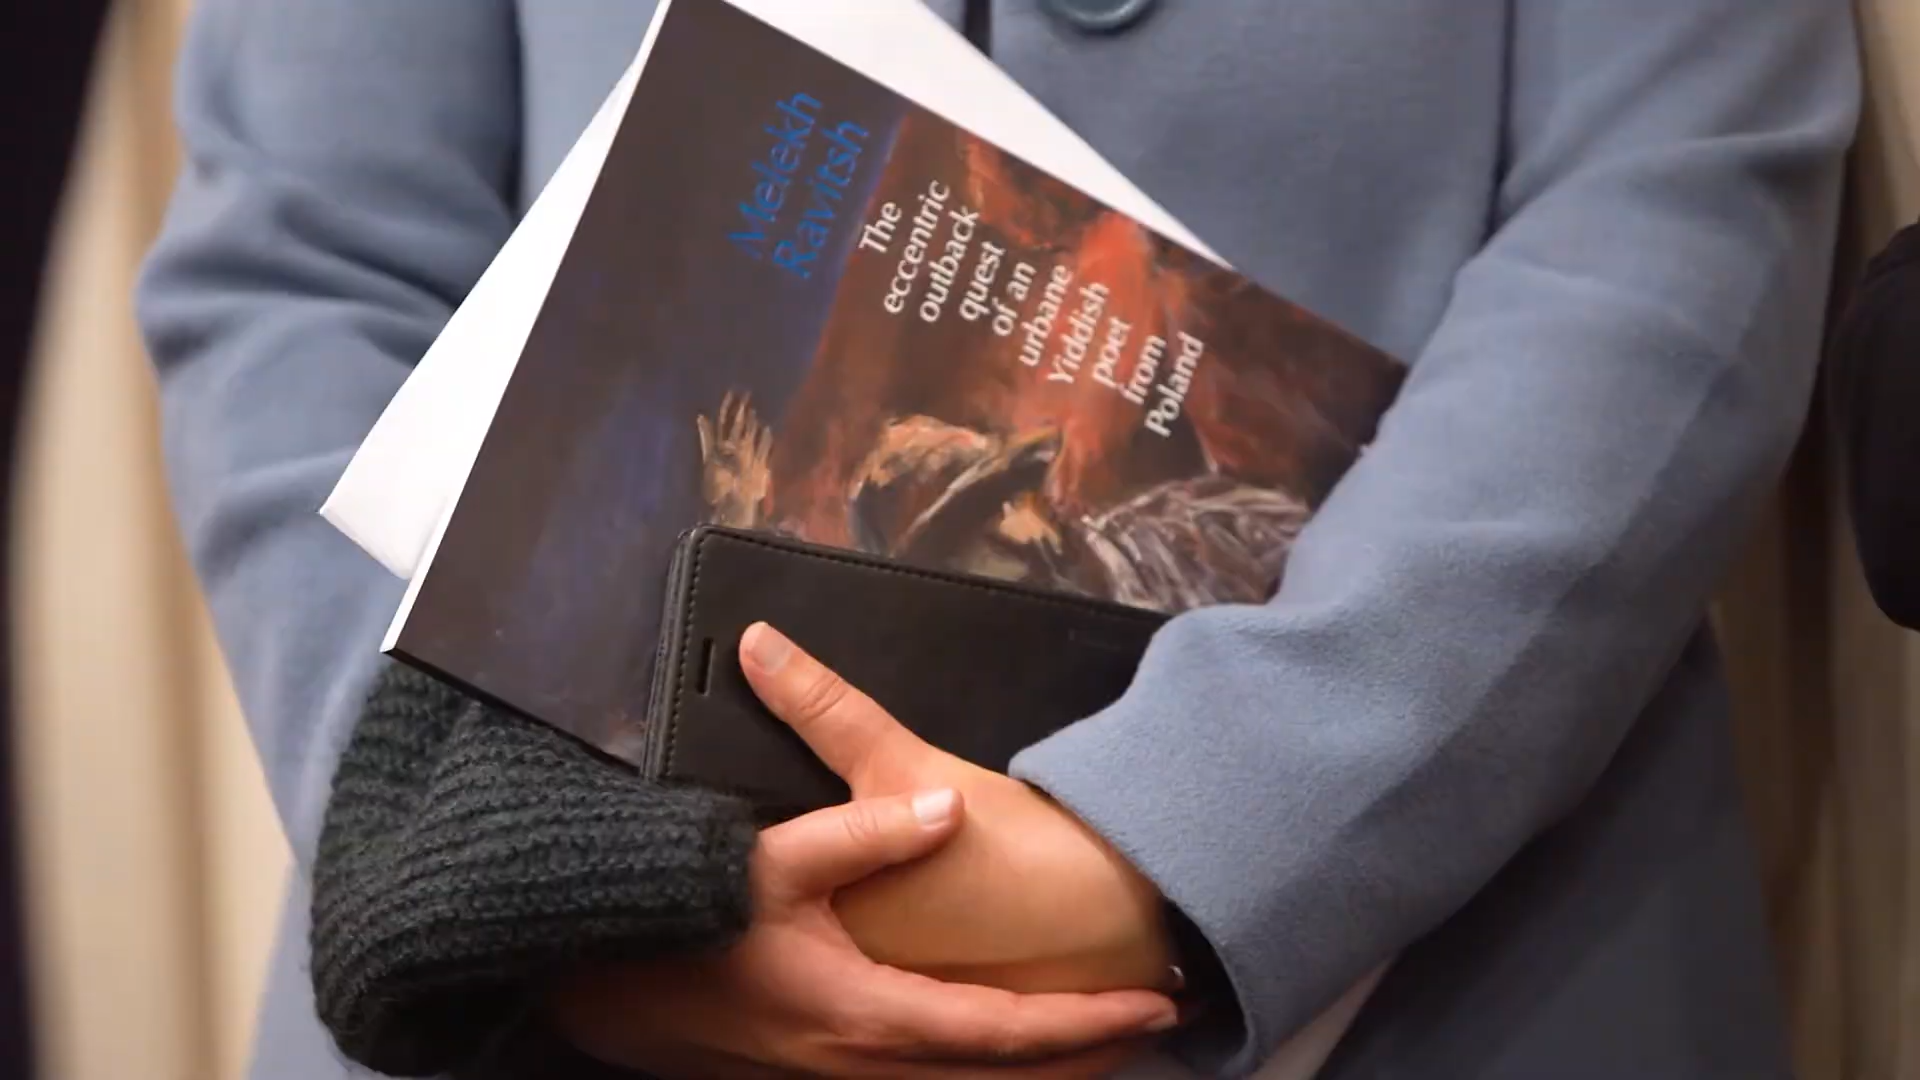 Melekh
Ravitsh
The
eccentric
outback
quest
of an
urbane
Yiddish
poet
from
Poland